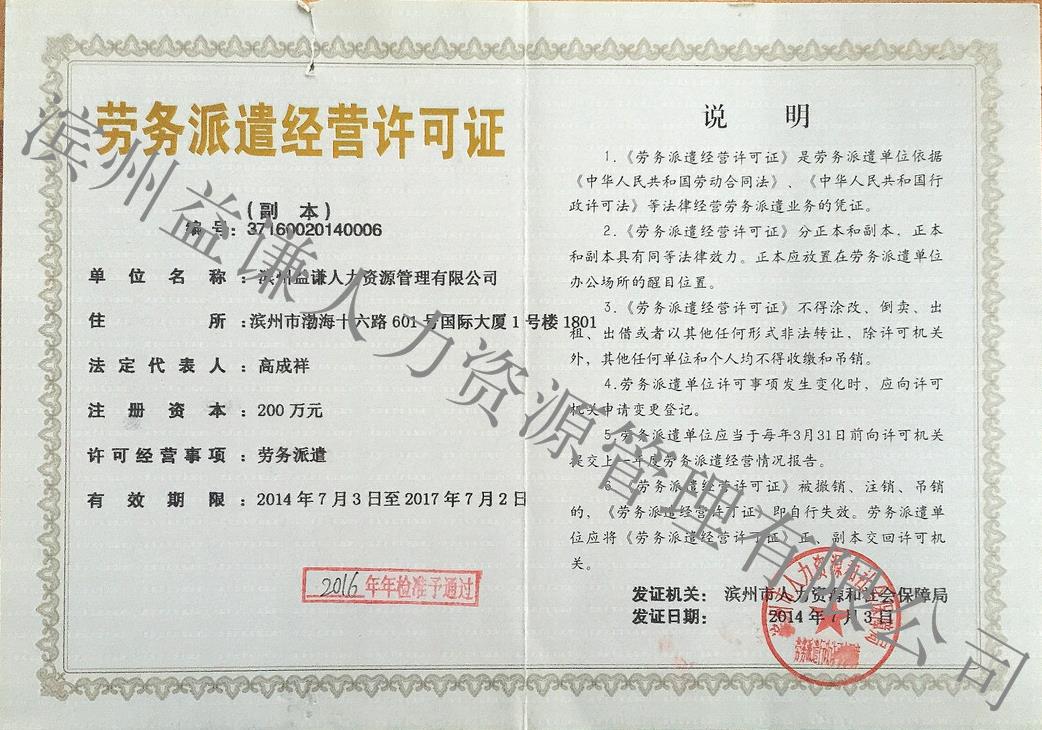 劳务派遣经营许可证
（副 本）
编号：37160020140006
单位名称：滨州益谦人力资源管理有限公司
住所：滨州市渤海十六路601号国际大厦1号楼1801
法定代表人：高成祥
注册资本：200万元
许可经营事项：劳务派遣
有效期限：2014年7月3日至2017年7月2日
2016年年检准予通过
说 明
1.《劳务派遣经营许可证》是劳务派遣单位依据
《中华人民共和国劳动合同法》、《中华人民共和国行
政许可法》等法律经营劳务派遣业务的凭证。
2.《劳务派遣经营许可证》分正本和副本，正本
和副本具有同等法律效力。正本应放置在劳务派遣单位
办公场所的醒目位置。
3.《劳务派遣经营许可证》不得涂改、倒卖、出
租、出借或者以其他任何形式非法转让，除许可机关
外，其他任何单位和个人均不得收缴和吊销。
4.劳务派遣单位许可事项发生变化时，应向许可
机关申请变更登记。
5.劳务派遣单位应当于每年3月31日前向许可机关
提交上一年度劳务派遣经营情况报告。
6.《劳务派遣经营许可证》被撤销、注销、吊销
的，《劳务派遣经营许可证》即自行失效。劳务派遣单
位应将《劳务派遣经营许可证》正、副本交回许可机
关。
发证机关：滨州市人力资源和社会保障局
发证日期：2014年7月3日
滨州益谦人力资源管理有限公司